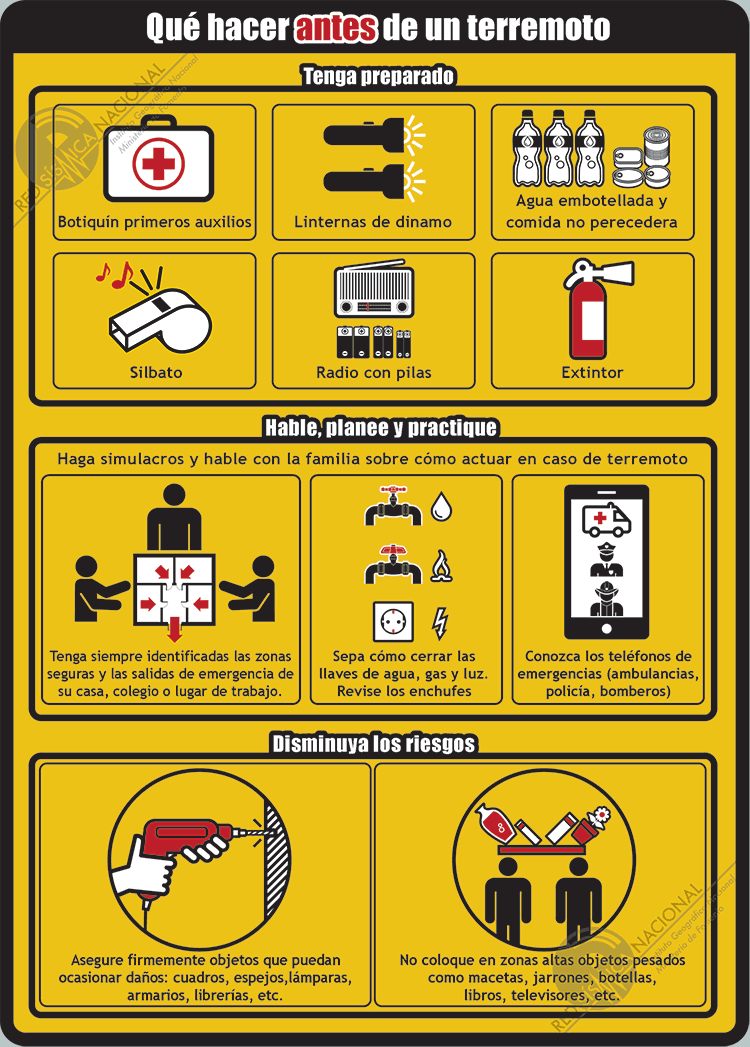 Qué hacer antes de un terremoto
RED SÍSMICA NACIONAL
Instituto Geográfico Nacional
Ministerio de Fomento
Tenga preparado
Botiquín primeros auxilios
Linternas de dinamo
Agua embotellada y
comida no perecedera
Silbato
Radio con pilas
Extintor
Hable, planee y practique
Haga simulacros y hable con la familia sobre cómo actuar en caso de terremoto
Tenga siempre identificadas las zonas
seguras y las salidas de emergencia de
su casa, colegio o lugar de trabajo.
Sepa cómo cerrar las
llaves de agua, gas y luz.
Revise los enchufes
Conozca los teléfonos de
emergencias (ambulancias,
policía, bomberos)
Disminuya los riesgos
Asegure firmemente objetos que puedan
ocasionar daños: cuadros, espejos,lámparas,
armarios, librerías, etc.
No coloque en zonas altas objetos pesados
como macetas, jarrones, botellas,
libros, televisores, etc.
RED SÍSMICA NACIONAL
Instituto Geográfico Nacional
Ministerio de Fomento